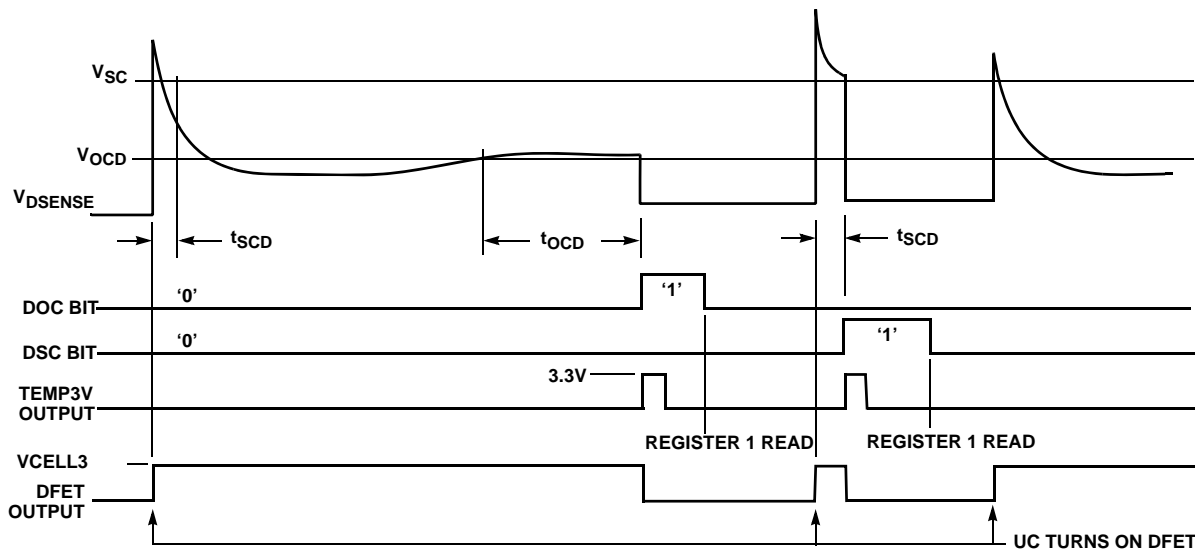 VSC
VOCD
VDSENSE
tSCD
tOCD
tSCD
DOC BIT
‘0’
‘1’
DSC BIT
‘0’
‘1’
3.3V
TEMP3V
OUTPUT
REGISTER 1 READ
REGISTER 1 READ
VCELL3
DFET
OUTPUT
UC TURNS ON DFET